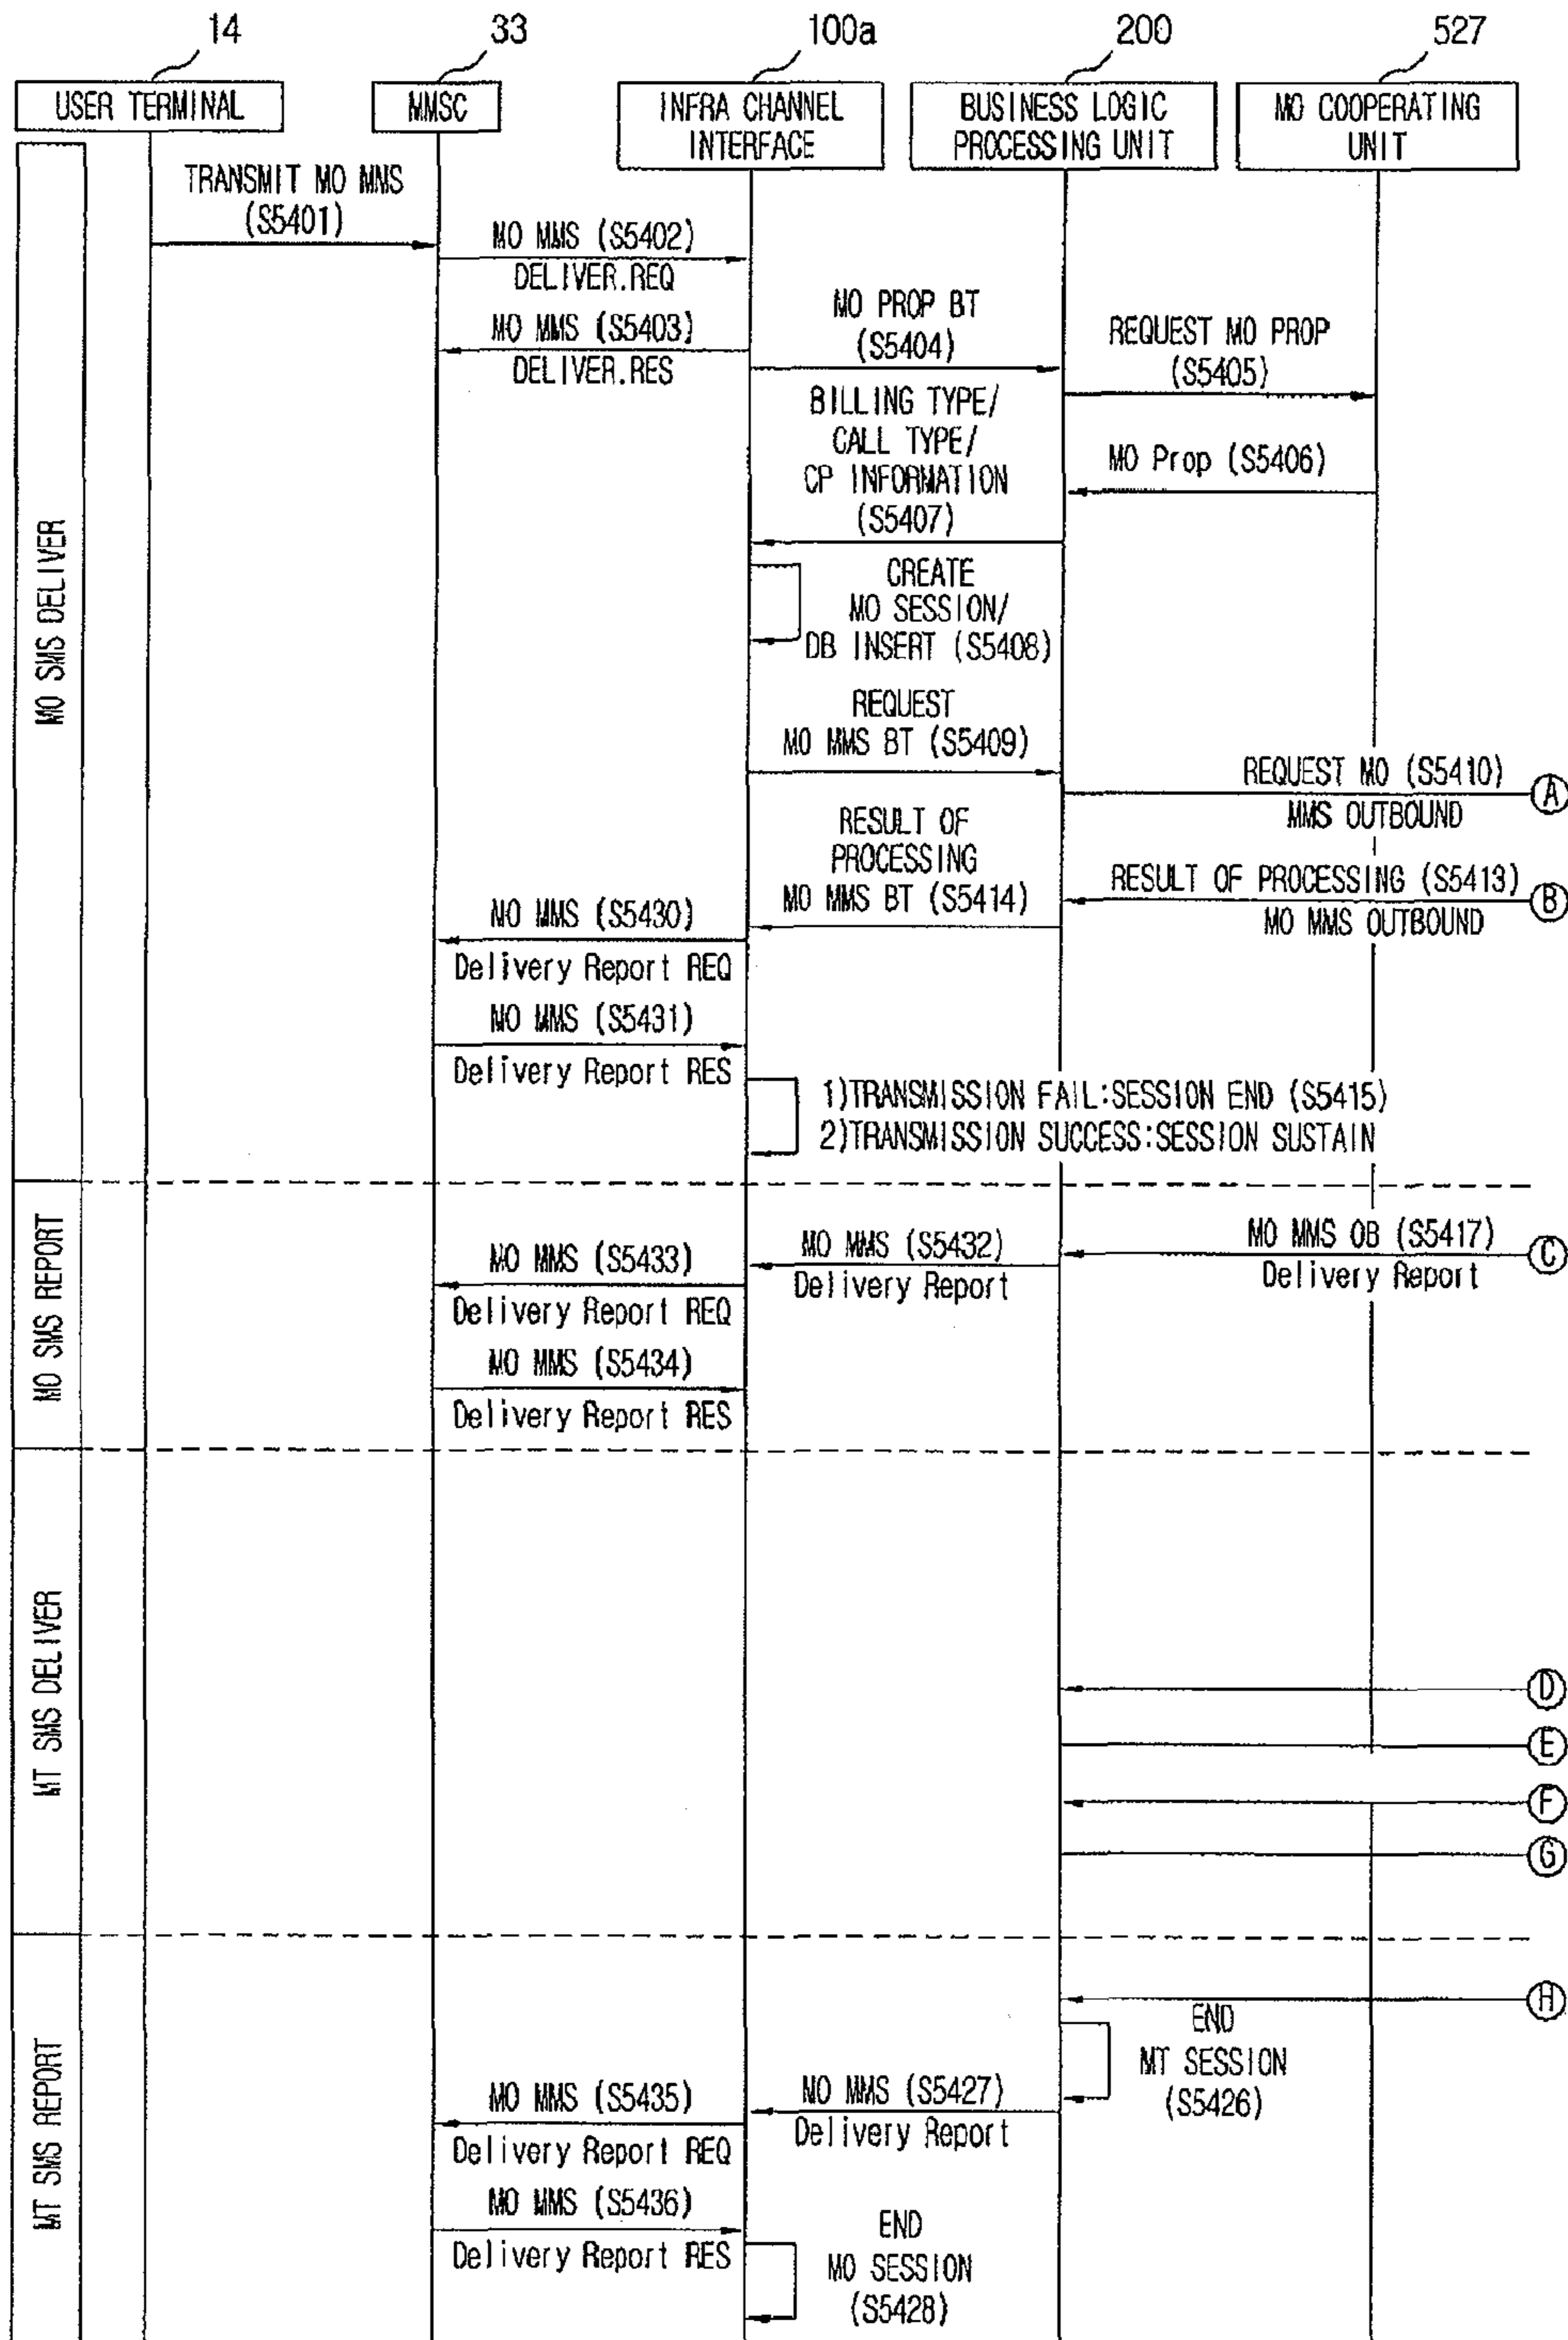 14
33
100a
200
527
USER TERMINAL
MMSC
INFRA CHANNEL
INTERFACE
BUSINESS LOGIC
PROCESSING UNIT
MO COOPERATING
UNIT
MO SMS DELIVER
TRANSMIT MO MMS
(S5401)
MO MMS (S5402)
DELIVER.REQ
MO MMS (S5403)
DELIVER.RES
MO PROP BT
(S5404)
REQUEST MO PROP
(S5405)
MO Prop (S5406)
BILLING TYPE/
CALL TYPE/
CP INFORMATION
(S5407)
CREATE
MO SESSION/
DB INSERT (S5408)
REQUEST
MO MMS BT (S5409)
REQUEST MO (S5410)
MMS OUTBOUND
A
RESULT OF
PROCESSING
MO MMS BT (S5414)
RESULT OF PROCESSING (S5413)
MO MMS OUTBOUND
B
MO MMS (S5430)
Delivery Report REQ
MO MMS (S5431)
Delivery Report RES
1)TRANSMISSION FAIL:SESSION END (S5415)
2)TRANSMISSION SUCCESS:SESSION SUSTAIN
MO SMS REPORT
MO MMS OB (S5417)
Delivery Report
C
MO MMS (S5432)
Delivery Report
MO MMS (S5433)
Delivery Report REQ
MO MMS (S5434)
Delivery Report RES
MT SMS DELIVER
D
E
F
G
MT SMS REPORT
H
END
MT SESSION
(S5426)
MO MMS (S5427)
Delivery Report
MO MMS (S5435)
Delivery Report REQ
MO MMS (S5436)
Delivery Report RES
END
MO SESSION
(S5428)